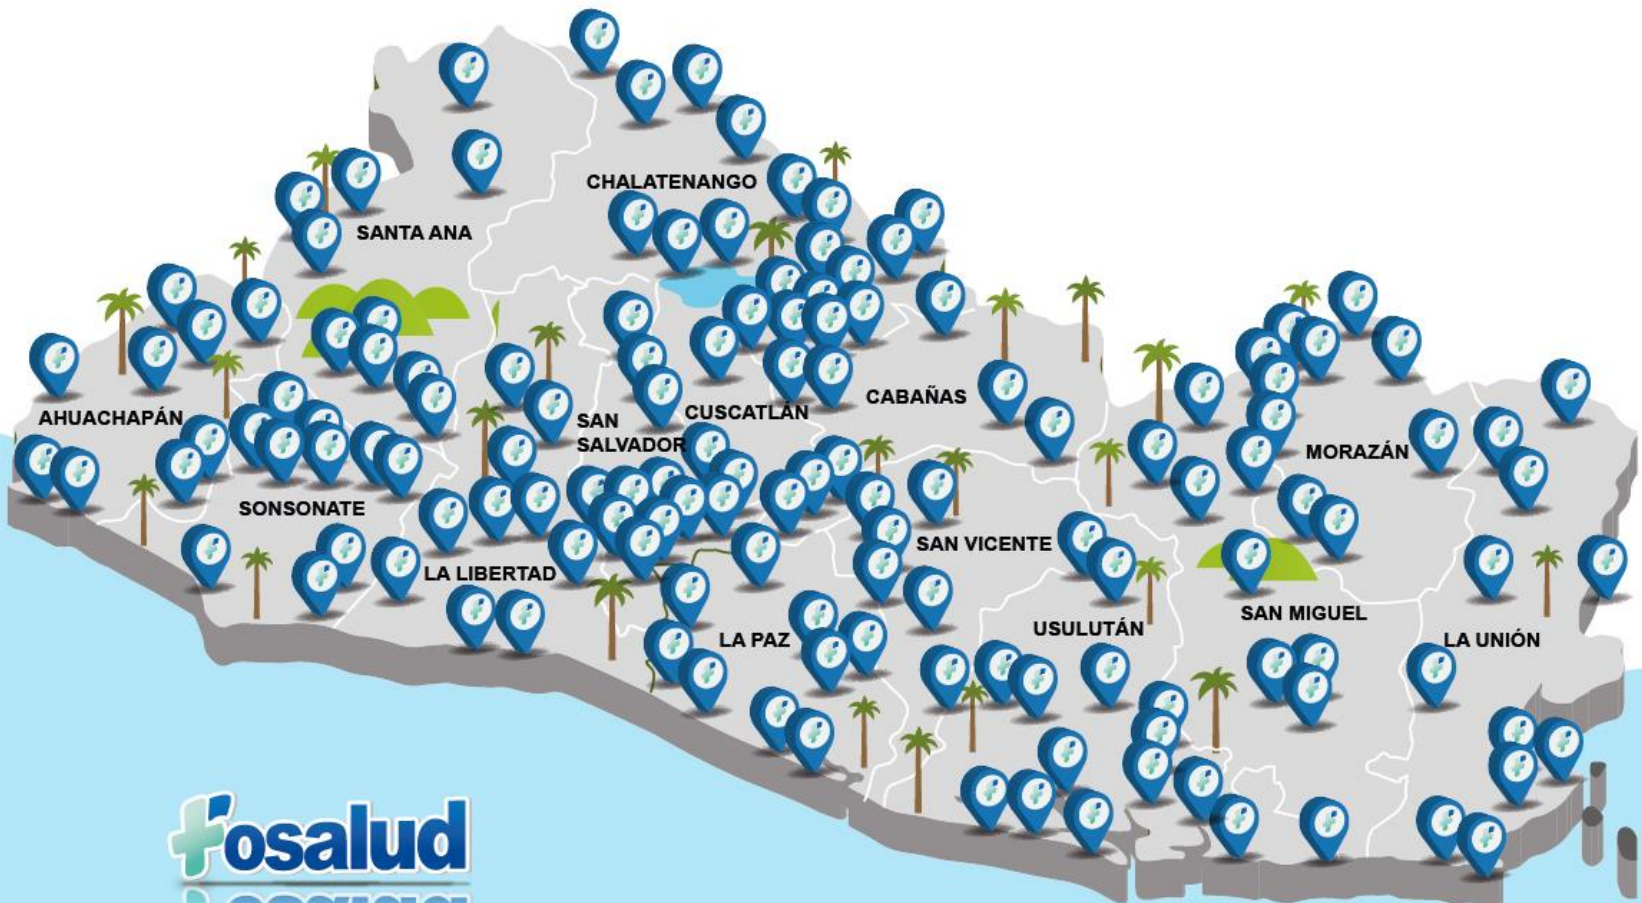 CHALATENANGO
SANTA ANA
CABAÑAS
AHUACHAPÁN
CUSCATLÁN
SAN
SALVADOR
MORAZÁN
SONSONATE
SAN VICENTE
LA LIBERTAD
SAN MIGUEL
USULUTÁN
LA PAZ
LA UNIÓN
fosalud